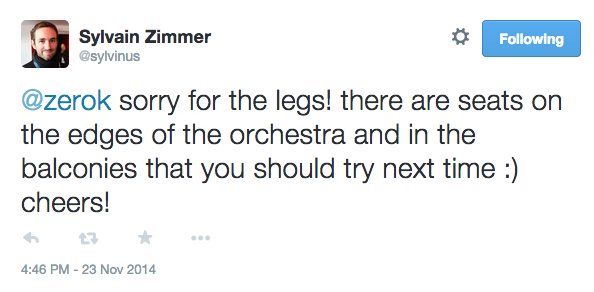 Sylvain Zimmer
@sylvinus
Following
@zerok sorry for the legs! there are seats on
the edges of the orchestra and in the
balconies that you should try next time :)
cheers!
4:46 PM - 23 Nov 2014